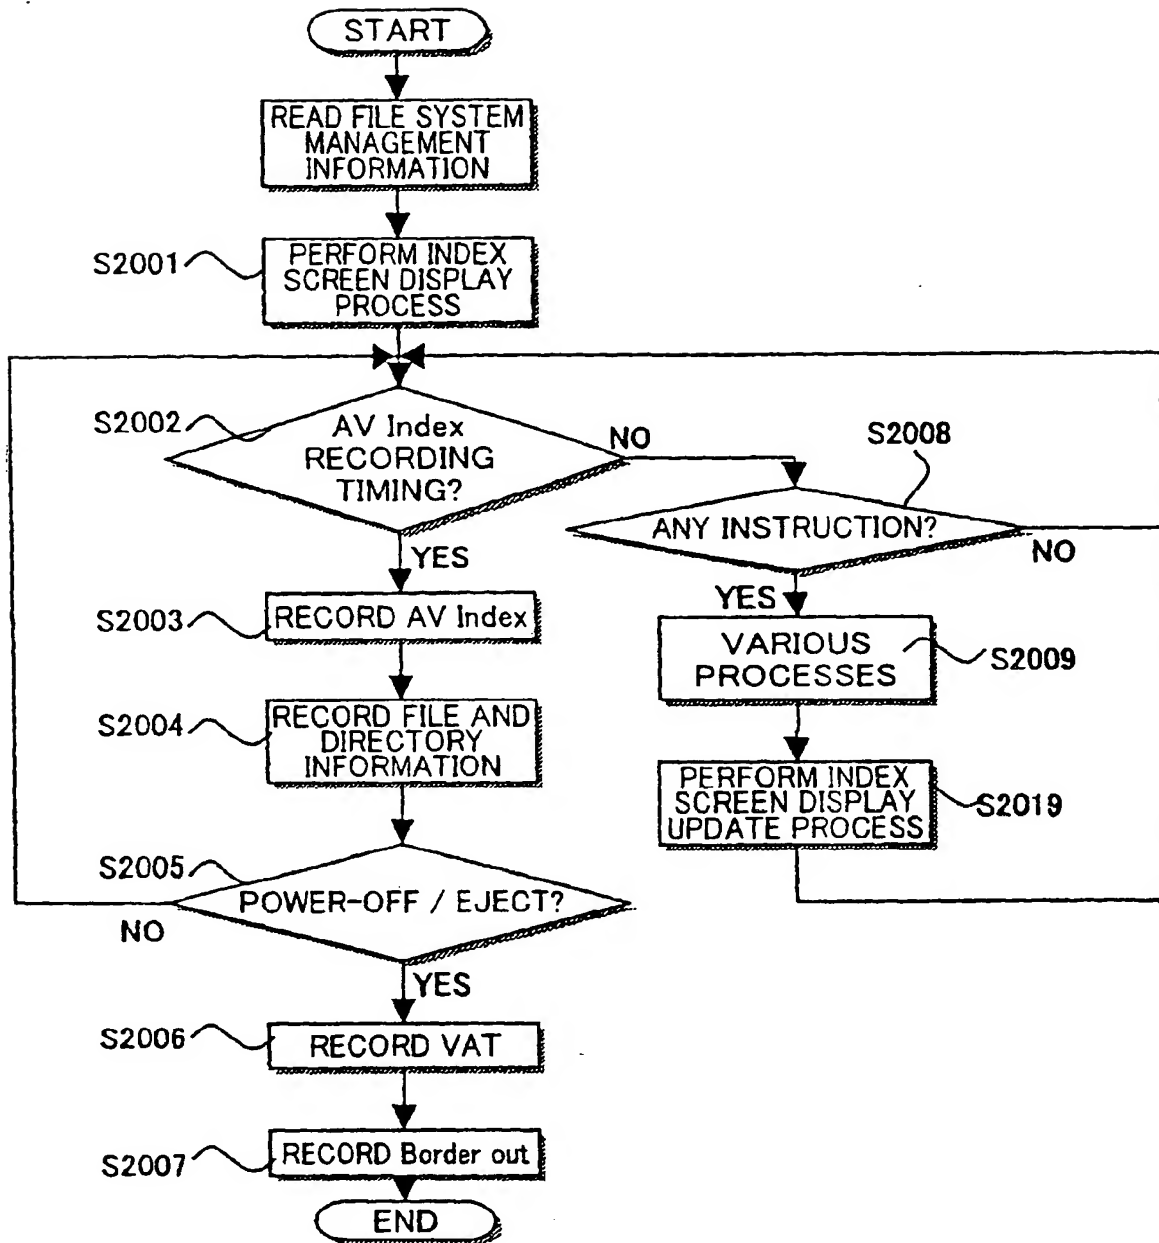 START
READ FILE SYSTEM
MANAGEMENT
INFORMATION
S2001
PERFORM INDEX
SCREEN DISPLAY
PROCESS
S2002
AV Index
RECORDING
TIMING?
NO
YES
S2008
ANY INSTRUCTION?
NO
YES
S2003
RECORD AV Index
VARIOUS
PROCESSES
S2009
S2004
RECORD FILE AND
DIRECTORY
INFORMATION
PERFORM INDEX
SCREEN DISPLAY
UPDATE PROCESS
S2019
S2005
POWER-OFF / EJECT?
NO
YES
S2006
RECORD VAT
S2007
RECORD Border out
END